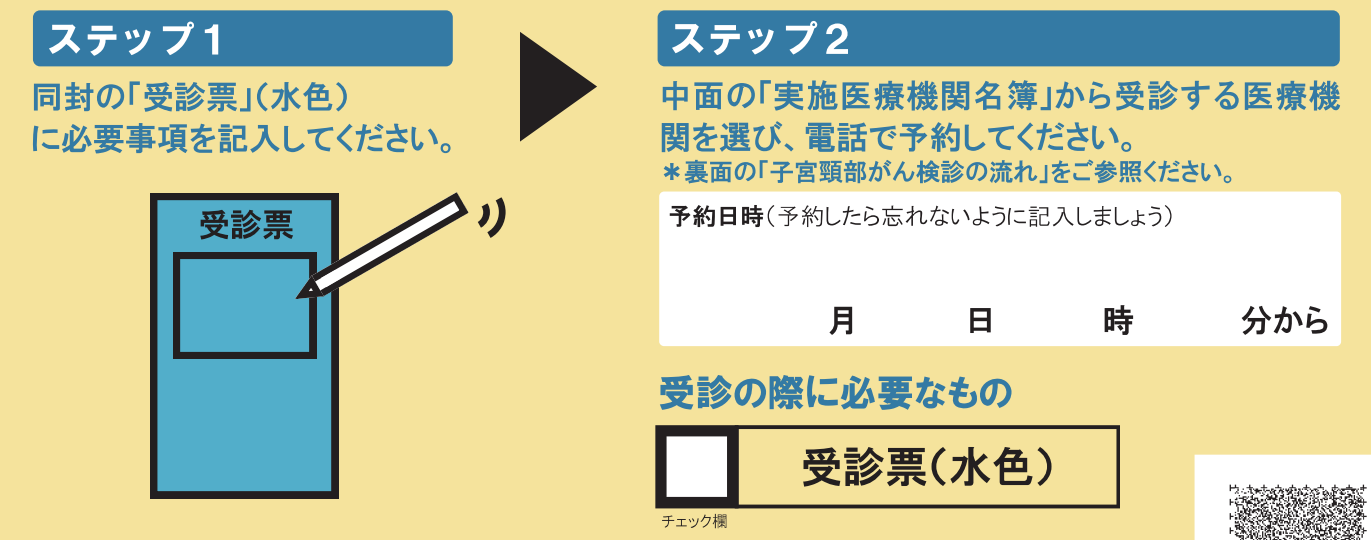 ステップ1
同封の「受診票」(水色)
に必要事項を記入してください。
受診票
ステップ2
中面の「実施医療機関名簿」から受診する医療機
関を選び、電話で予約してください。
＊裏面の「子宮頸部がん検診の流れ」をご参照ください。
予約日時(予約したら忘れないように記入しましょう)
月 日 時 分から
受診の際に必要なもの
受診票(水色)
チェック欄